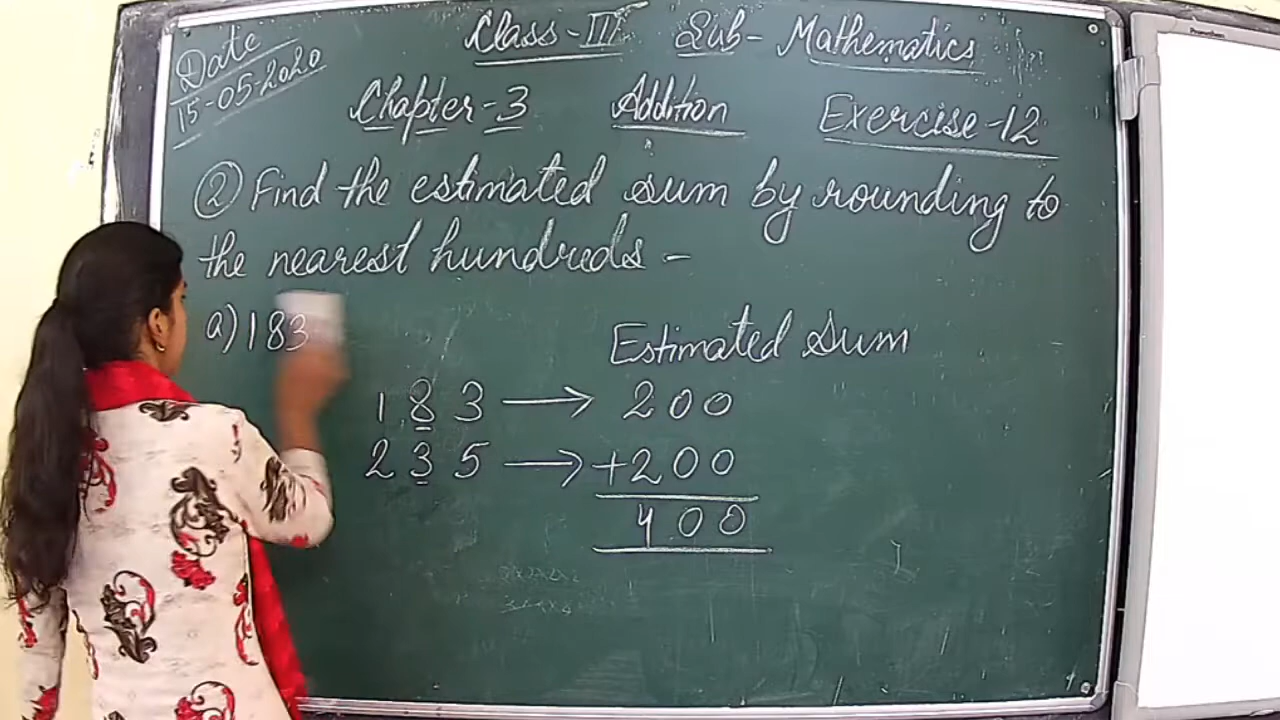 Date
15-05-2020
Class-III Sub- Mathematics
Chapter-3 Addition Exercise-12
② Find the estimated sum by rounding to
the nearest hundreds -
a) 183
Estimated Sum
183 → 200
235 → +200
400